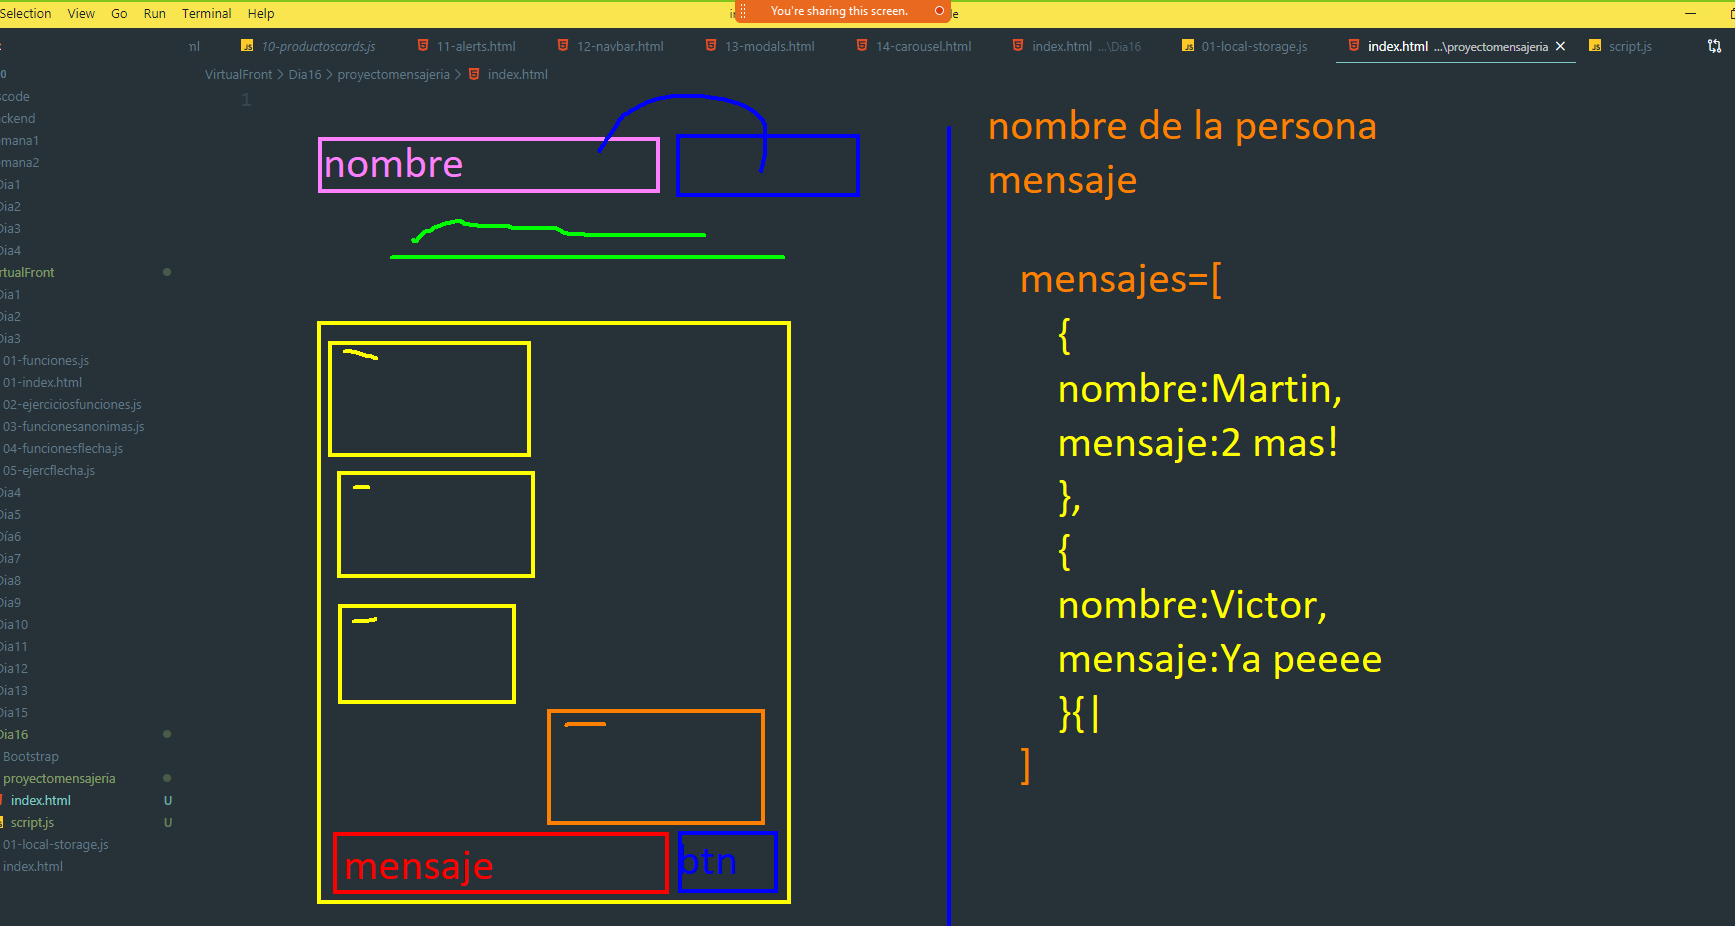 Selection View Go Run Terminal Help
You're sharing this screen.
ml 10-productoscards.js 11-alerts.html 12-navbar.html 13-modals.html 14-carousel.html index.html ...\Dia16 01-local-storage.js index.html ...\proyectomensajeria script.js
VirtualFront > Dia16 > proyectomensajeria > index.html
1
scode
ckend
mana1
mana2
Dia1
Dia2
Dia3
Dia4
rtualFront
Dia1
Dia2
Dia3
01-funciones.js
01-index.html
02-ejerciciosfunciones.js
03-funcionesanonimas.js
04-funcionesflecha.js
05-ejercflecha.js
Dia4
Dia5
Día6
Dia7
Dia8
Dia9
Dia10
Dia11
Dia12
Dia13
Dia15
Dia16
Bootstrap
proyectomensajeria
index.html U
script.js U
01-local-storage.js
index.html
nombre
mensaje
btn
nombre de la persona
mensaje
mensajes=[
{
nombre:Martin,
mensaje:2 mas!
},
{
nombre:Victor,
mensaje:Ya peeee
}{|
]